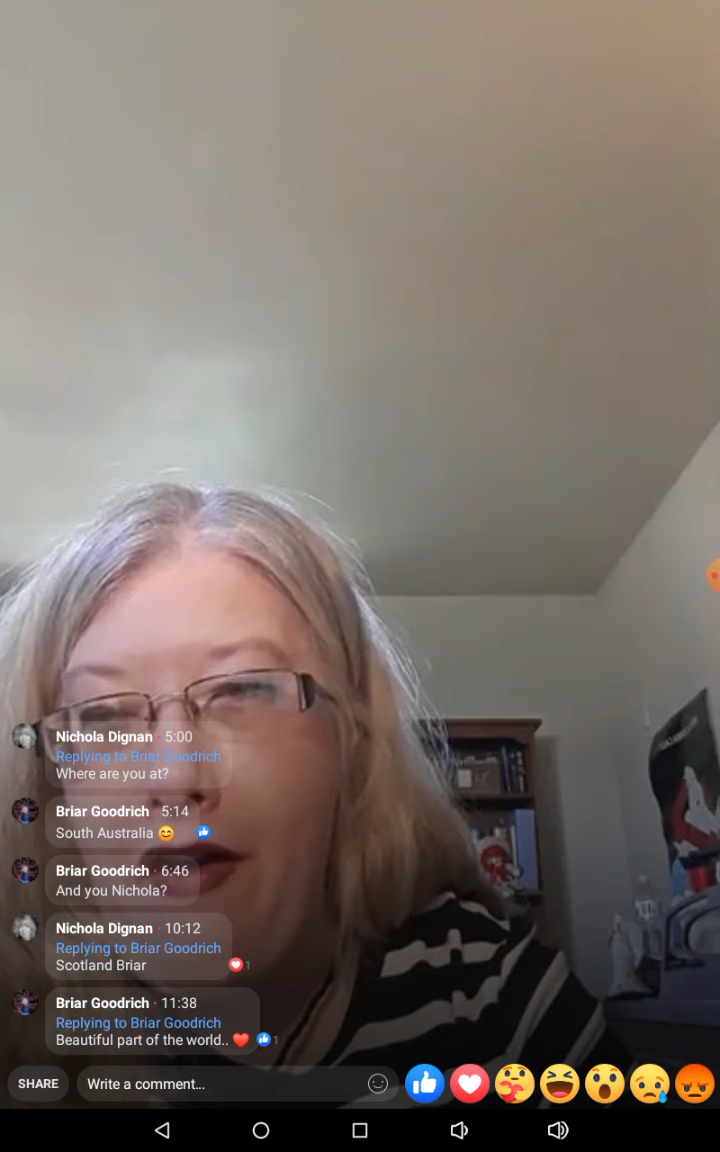 Nichola Dignan · 5:00
Replying to Briar Goodrich
Where are you at?
Briar Goodrich · 5:14
South Australia 😊
Briar Goodrich · 6:46
And you Nichola?
Nichola Dignan · 10:12
Replying to Briar Goodrich
Scotland Briar
1
Briar Goodrich · 11:38
Replying to Briar Goodrich
Beautiful part of the world.. ❤️
1
SHARE
Write a comment...